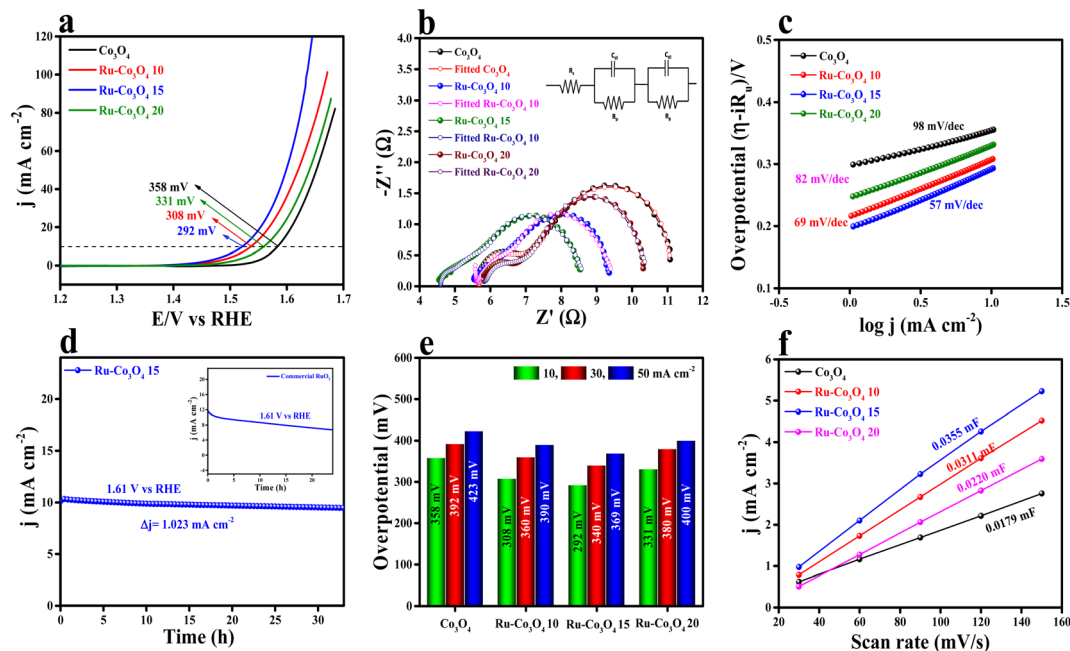 a
j (mA cm⁻²)
120
100
80
60
40
20
0
Co₃O₄
Ru-Co₃O₄ 10
Ru-Co₃O₄ 15
Ru-Co₃O₄ 20
358 mV
331 mV
308 mV
292 mV
1.2
1.3
1.4
1.5
1.6
1.7
E/V vs RHE
b
-Z'' (Ω)
4.0
3.5
3.0
2.5
2.0
1.5
1.0
0.5
0.0
Co₃O₄
Fitted Co₃O₄
Ru-Co₃O₄ 10
Fitted Ru-Co₃O₄ 10
Ru-Co₃O₄ 15
Fitted Ru-Co₃O₄ 10
Ru-Co₃O₄ 20
Fitted Ru-Co₃O₄ 20
4
5
6
7
8
9
10
11
12
Z' (Ω)
c
Overpotential (η-iRᵤ)/V
0.5
0.4
0.3
0.2
0.1
Co₃O₄
Ru-Co₃O₄ 10
Ru-Co₃O₄ 15
Ru-Co₃O₄ 20
98 mV/dec
82 mV/dec
69 mV/dec
57 mV/dec
-0.5
0.0
0.5
1.0
1.5
log j (mA cm⁻²)
d
j (mA cm⁻²)
20
15
10
5
0
Ru-Co₃O₄ 15
j (mA cm⁻²)
20
16
12
8
4
0
Commercial RuO₂
1.61 V vs RHE
0
5
10
15
20
Time (h)
1.61 V vs RHE
Δj= 1.023 mA cm⁻²
0
5
10
15
20
25
30
Time (h)
e
Overpotential (mV)
600
500
400
300
200
100
0
10, 30, 50 mA cm⁻²
358 mV
392 mV
423 mV
308 mV
360 mV
390 mV
292 mV
340 mV
369 mV
331 mV
380 mV
400 mV
Co₃O₄
Ru-Co₃O₄ 10
Ru-Co₃O₄ 15
Ru-Co₃O₄ 20
f
j (mA cm⁻²)
6
5
4
3
2
1
0
Co₃O₄
Ru-Co₃O₄ 10
Ru-Co₃O₄ 15
Ru-Co₃O₄ 20
0.0355 mF
0.0311 mF
0.0220 mF
0.0179 mF
20
40
60
80
100
120
140
160
Scan rate (mV/s)